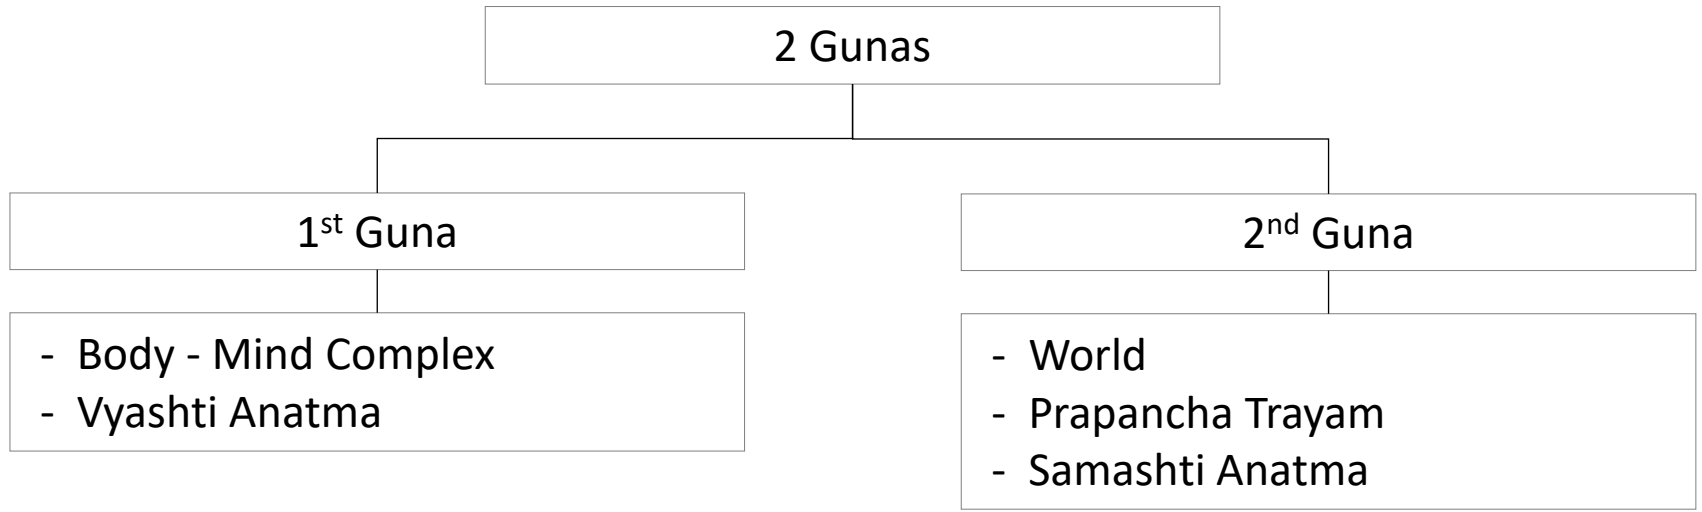 2 Gunas
1st Guna
2nd Guna
- Body - Mind Complex
- Vyashti Anatma
- World
- Prapancha Trayam
- Samashti Anatma